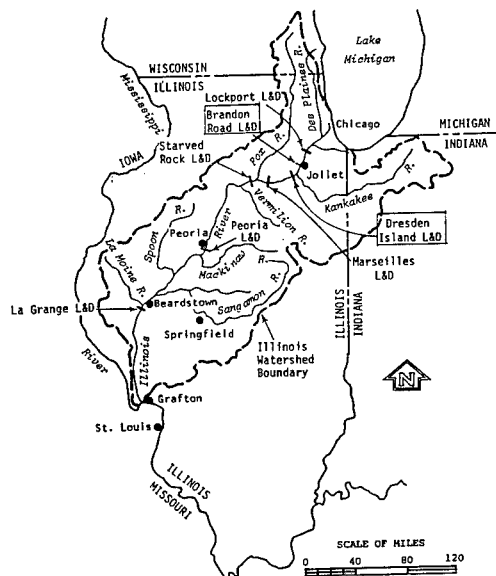 Lake
Michigan
WISCONSIN
ILLINOIS
Mississippi
Des Plaines R.
Lockport L&D
Brandon
Road L&D
Chicago
MICHIGAN
INDIANA
IOWA
Starved
Rock L&D
Fox R.
Joliet
Kankakee R.
Vermilion R.
River
Spoon R.
Peoria
Peoria
L&D
Dresden
Island L&D
Mackinaw R.
La Moine R.
Marseilles
L&D
La Grange L&D
Beardstown
Sangamon R.
ILLINOIS
INDIANA
Springfield
Illinois
Watershed
Boundary
River
Illinois
Grafton
N
St. Louis
ILLINOIS
MISSOURI
SCALE OF MILES
0 40 80 120